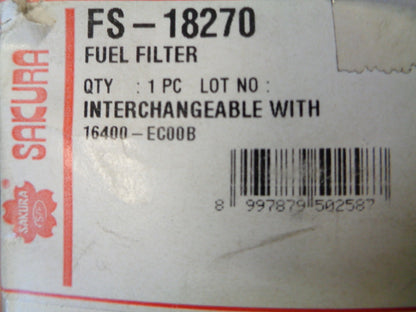 FS-18270
FUEL FILTER
QTY : 1 PC LOT NO :
INTERCHANGEABLE WITH
16400-EC00B
8 997879 502587
SAKURA
SAKURA